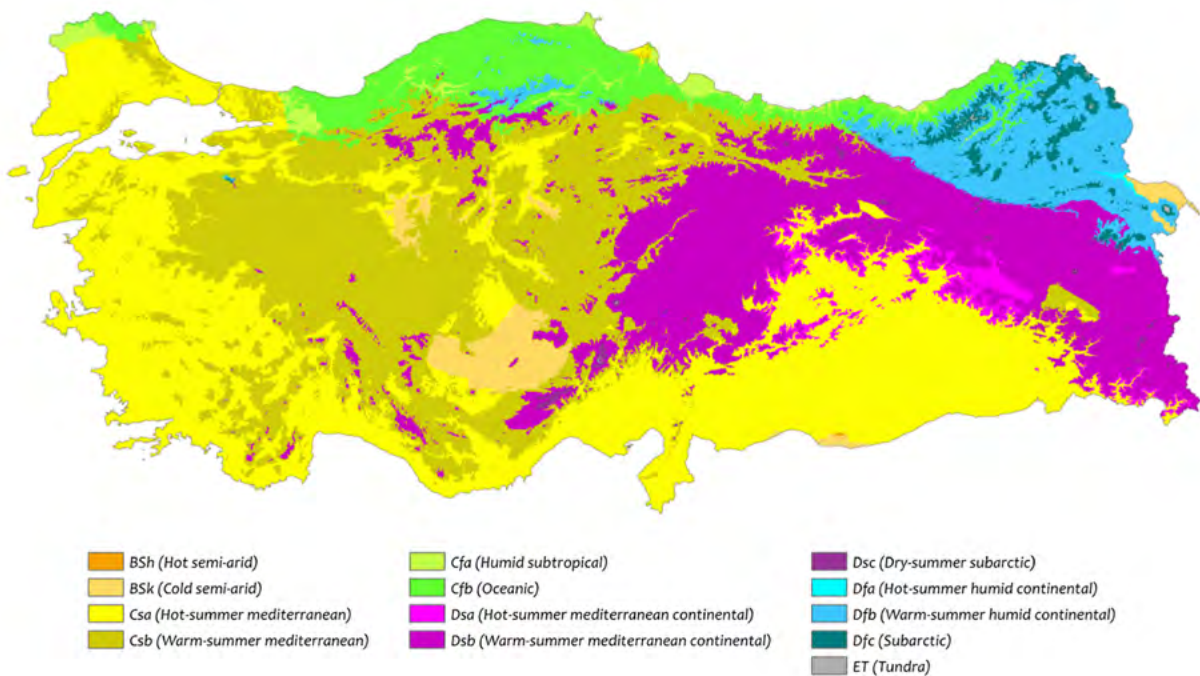 BSh (Hot semi-arid)
BSk (Cold semi-arid)
Csa (Hot-summer mediterranean)
Csb (Warm-summer mediterranean)
Cfa (Humid subtropical)
Cfb (Oceanic)
Dsa (Hot-summer mediterranean continental)
Dsb (Warm-summer mediterranean continental)
Dsc (Dry-summer subarctic)
Dfa (Hot-summer humid continental)
Dfb (Warm-summer humid continental)
Dfc (Subarctic)
ET (Tundra)